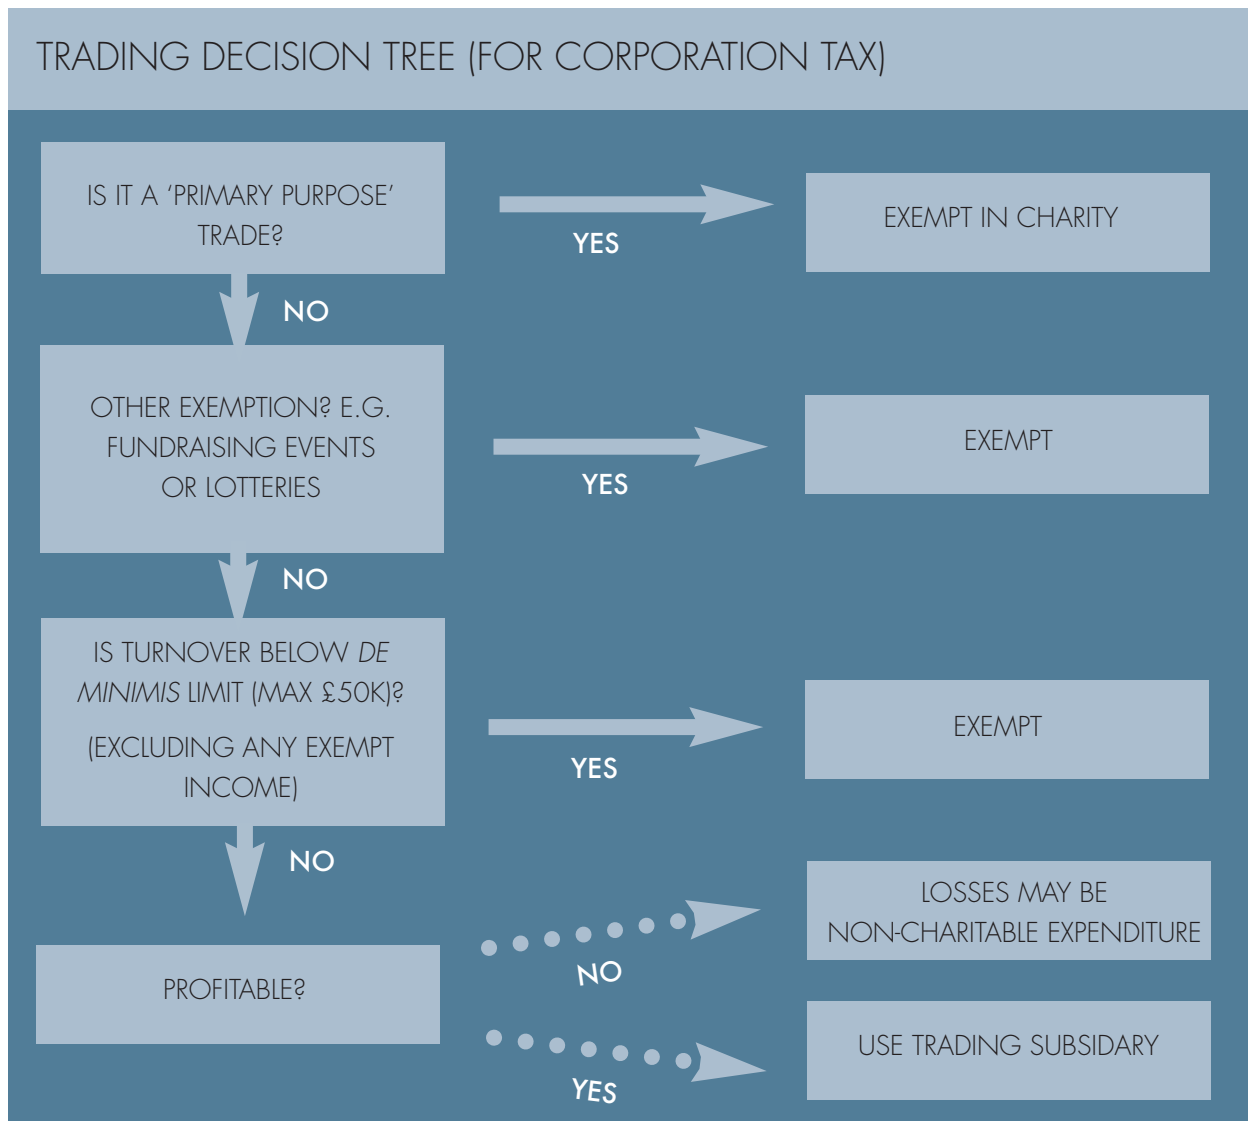 TRADING DECISION TREE (FOR CORPORATION TAX)
IS IT A ‘PRIMARY PURPOSE’
TRADE?
YES
EXEMPT IN CHARITY
NO
OTHER EXEMPTION? E.G.
FUNDRAISING EVENTS
OR LOTTERIES
YES
EXEMPT
NO
IS TURNOVER BELOW DE
MINIMIS LIMIT (MAX £50K)?
(EXCLUDING ANY EXEMPT
INCOME)
YES
EXEMPT
NO
PROFITABLE?
NO
LOSSES MAY BE
NON-CHARITABLE EXPENDITURE
YES
USE TRADING SUBSIDARY